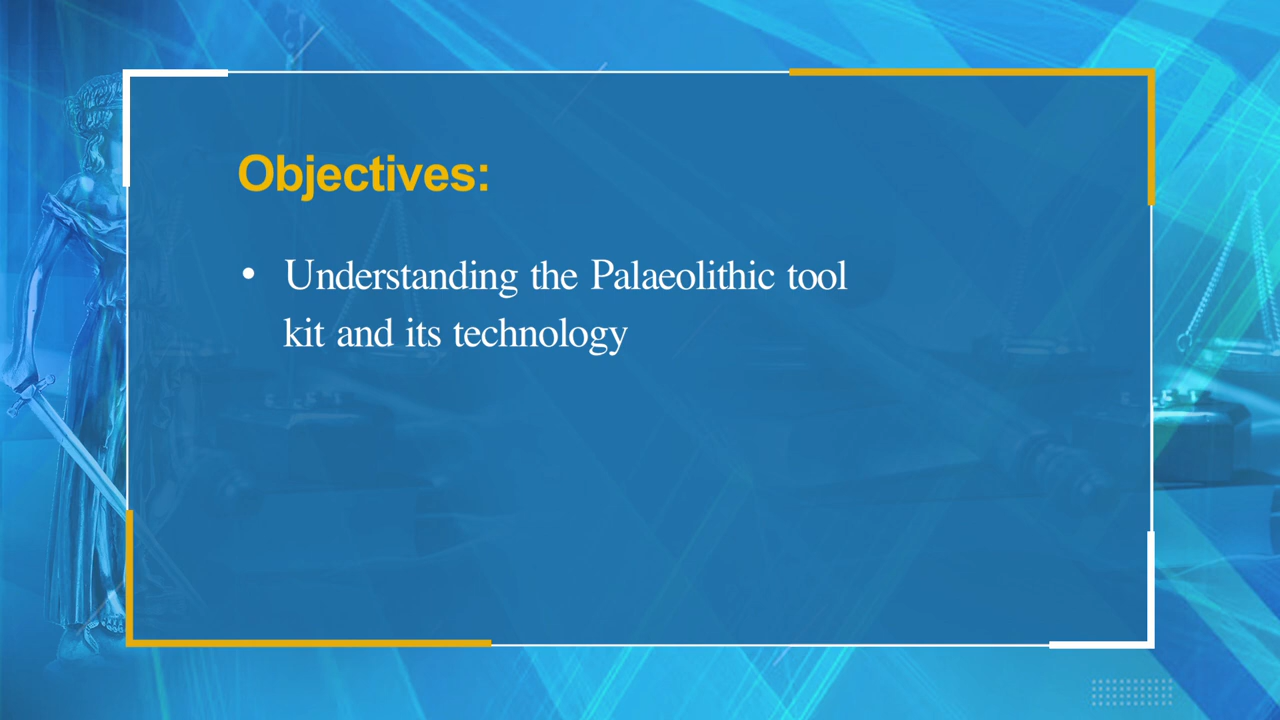 Objectives:
• Understanding the Palaeolithic tool
kit and its technology